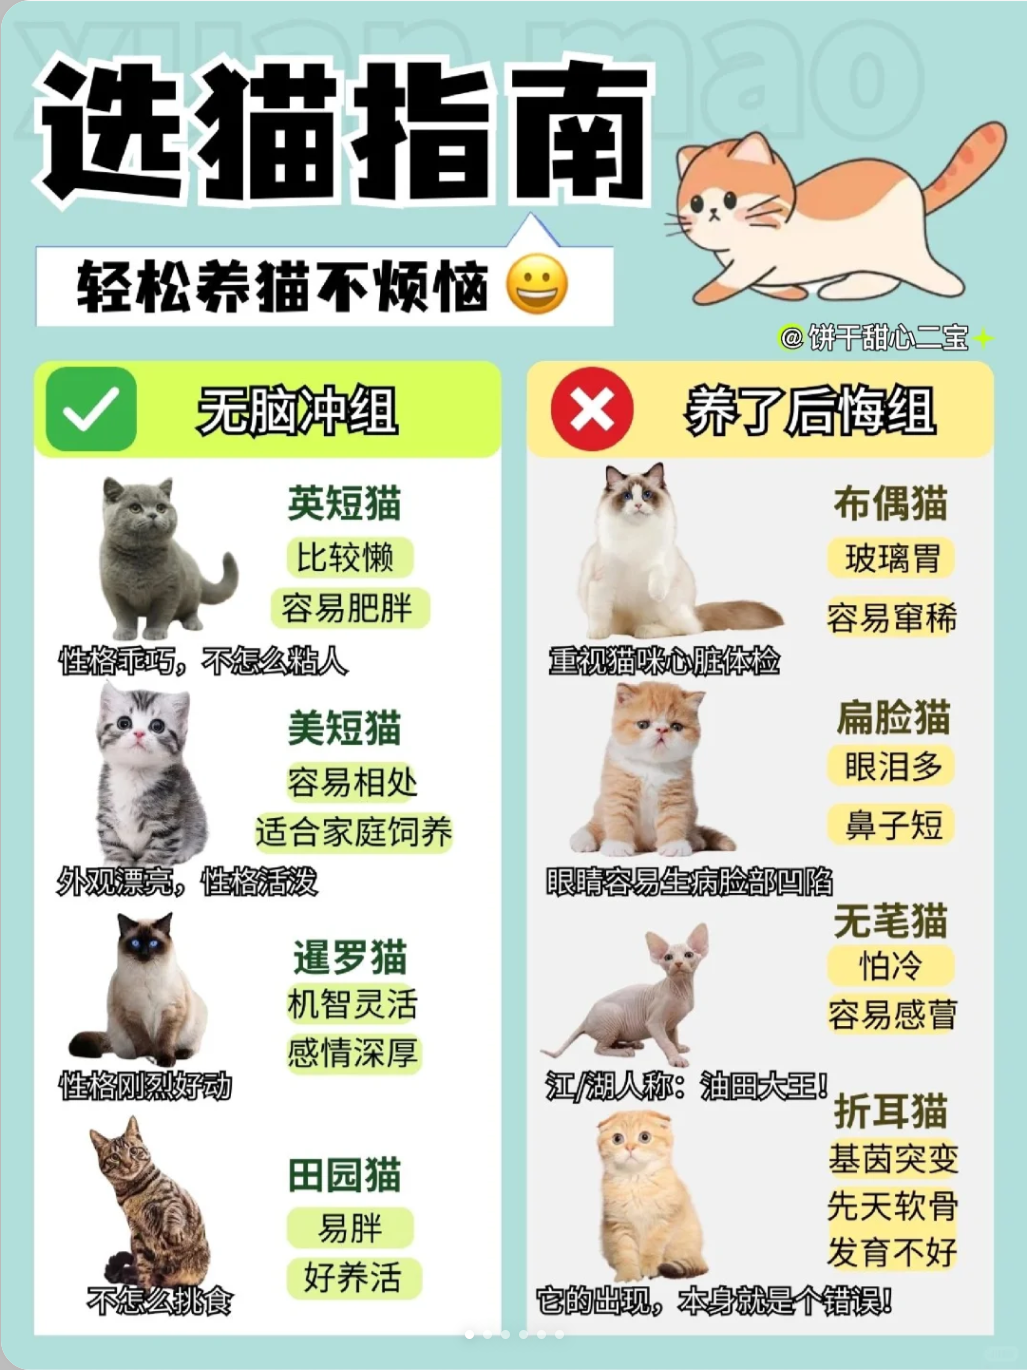 xuan mao
选猫指南
轻松养猫不烦恼
@饼干甜心二宝
无脑冲组
英短猫
比较懒
容易肥胖
性格乖巧，不怎么粘人
美短猫
容易相处
适合家庭饲养
外观漂亮，性格活泼
暹罗猫
机智灵活
感情深厚
性格刚烈好动
田园猫
易胖
好养活
不怎么挑食
养了后悔组
布偶猫
玻璃胃
容易窜稀
重视猫咪心脏体检
扁脸猫
眼泪多
鼻子短
眼睛容易生病脸部凹陷
无毛猫
怕冷
容易感冒
江/湖人称：油田大王！
折耳猫
基茵突变
先天软骨
发育不好
它的出现，本身就是个错误！